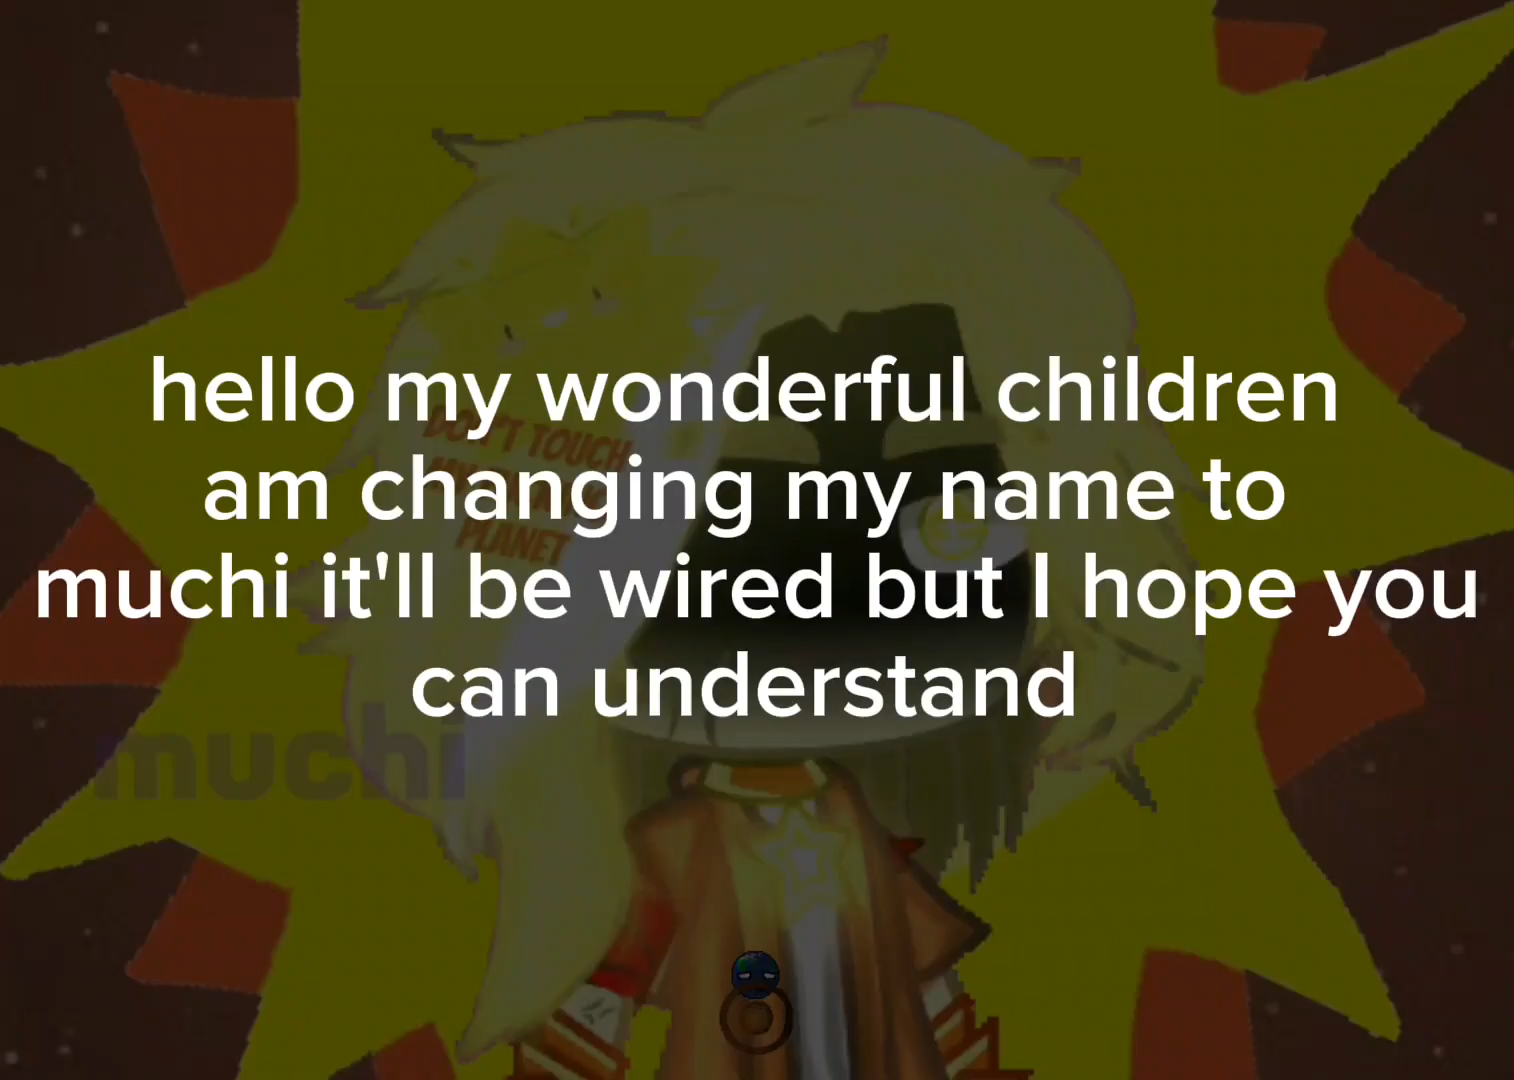 hello my wonderful children
am changing my name to
muchi it'll be wired but I hope you
can understand
DON'T TOUCH
PLANET
muchi